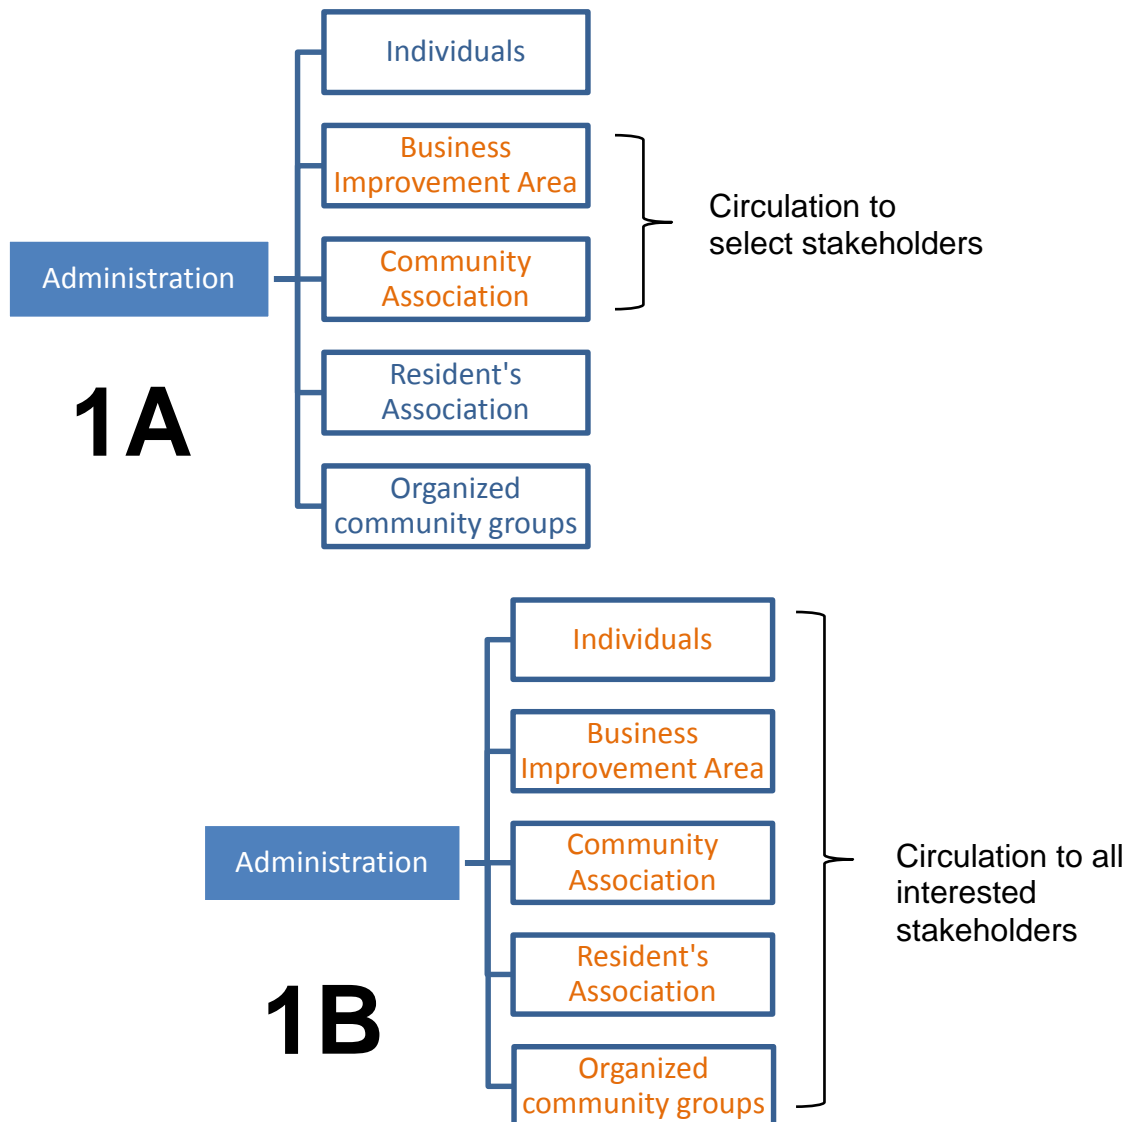 Individuals
Business
Improvement Area
Circulation to
select stakeholders
Administration
Community
Association
1A
Resident's
Association
Organized
community groups
Individuals
Business
Improvement Area
Administration
Community
Association
Circulation to all
interested
stakeholders
1B
Resident's
Association
Organized
community groups